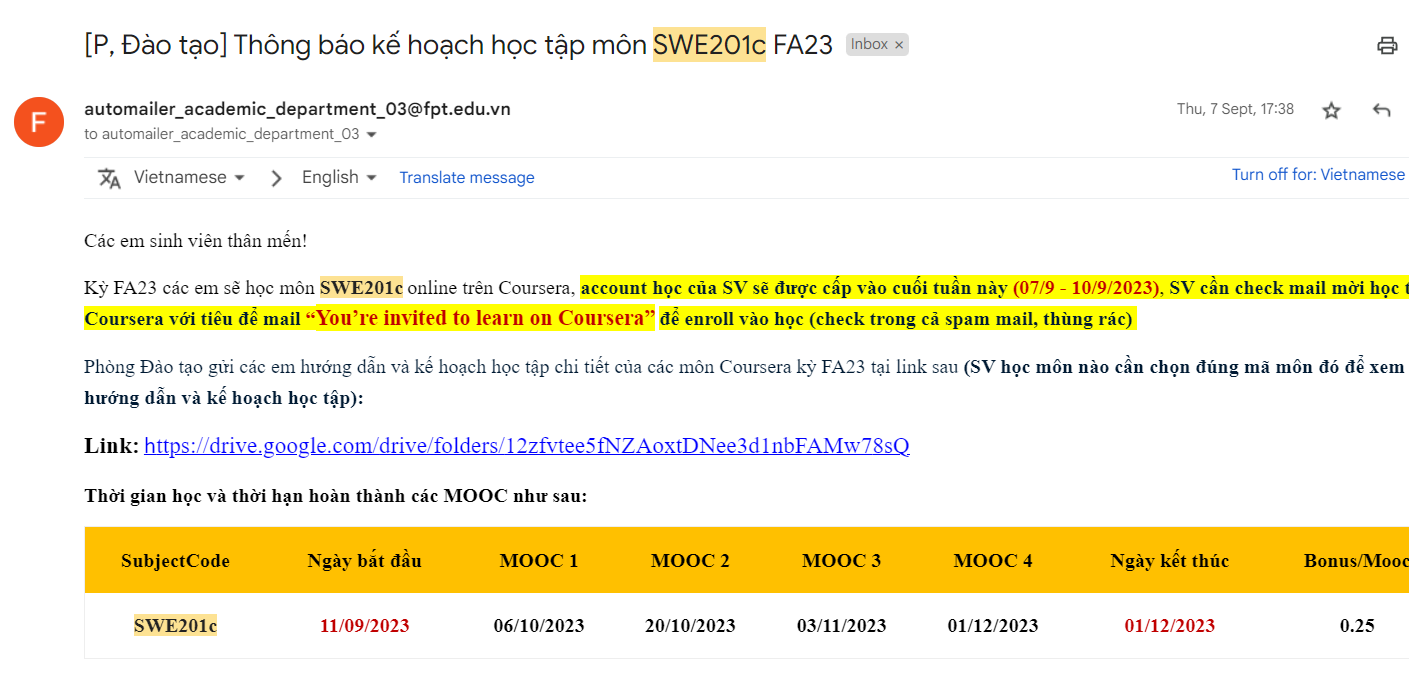 [P, Đào tạo] Thông báo kế hoạch học tập môn SWE201c FA23 Inbox ×
F
automailer_academic_department_03@fpt.edu.vn Thu, 7 Sept, 17:38
to automailer_academic_department_03
Vietnamese English Translate message Turn off for: Vietnamese
Các em sinh viên thân mến!
Kỳ FA23 các em sẽ học môn SWE201c online trên Coursera, account học của SV sẽ được cấp vào cuối tuần này (07/9 - 10/9/2023), SV cần check mail mời học t
Coursera với tiêu đề mail “You’re invited to learn on Coursera” để enroll vào học (check trong cả spam mail, thùng rác)
Phòng Đào tạo gửi các em hướng dẫn và kế hoạch học tập chi tiết của các môn Coursera kỳ FA23 tại link sau (SV học môn nào cần chọn đúng mã môn đó để xem
hướng dẫn và kế hoạch học tập):
Link: https://drive.google.com/drive/folders/12zfvtee5fNZAoxtDNee3d1nbFAMw78sQ
Thời gian học và thời hạn hoàn thành các MOOC như sau:
SubjectCode Ngày bắt đầu MOOC 1 MOOC 2 MOOC 3 MOOC 4 Ngày kết thúc Bonus/Mooc
SWE201c 11/09/2023 06/10/2023 20/10/2023 03/11/2023 01/12/2023 01/12/2023 0.25